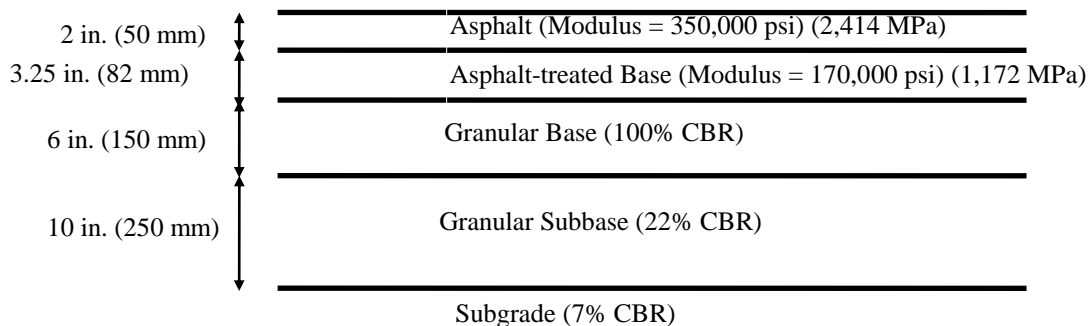 2 in. (50 mm) Asphalt (Modulus = 350,000 psi) (2,414 MPa)
3.25 in. (82 mm) Asphalt-treated Base (Modulus = 170,000 psi) (1,172 MPa)
6 in. (150 mm) Granular Base (100% CBR)
10 in. (250 mm) Granular Subbase (22% CBR)
Subgrade (7% CBR)